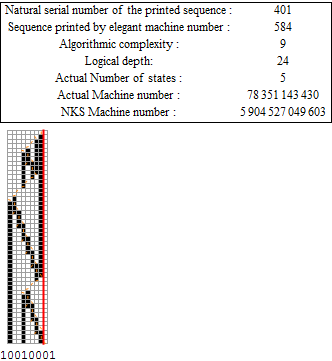 Natural serial number of the printed sequence : 401
Sequence printed by elegant machine number : 584
Algorithmic complexity : 9
Logical depth: 24
Actual Number of states : 5
Actual Machine number : 78 351 143 430
NKS Machine number : 5 904 527 049 603
10010001